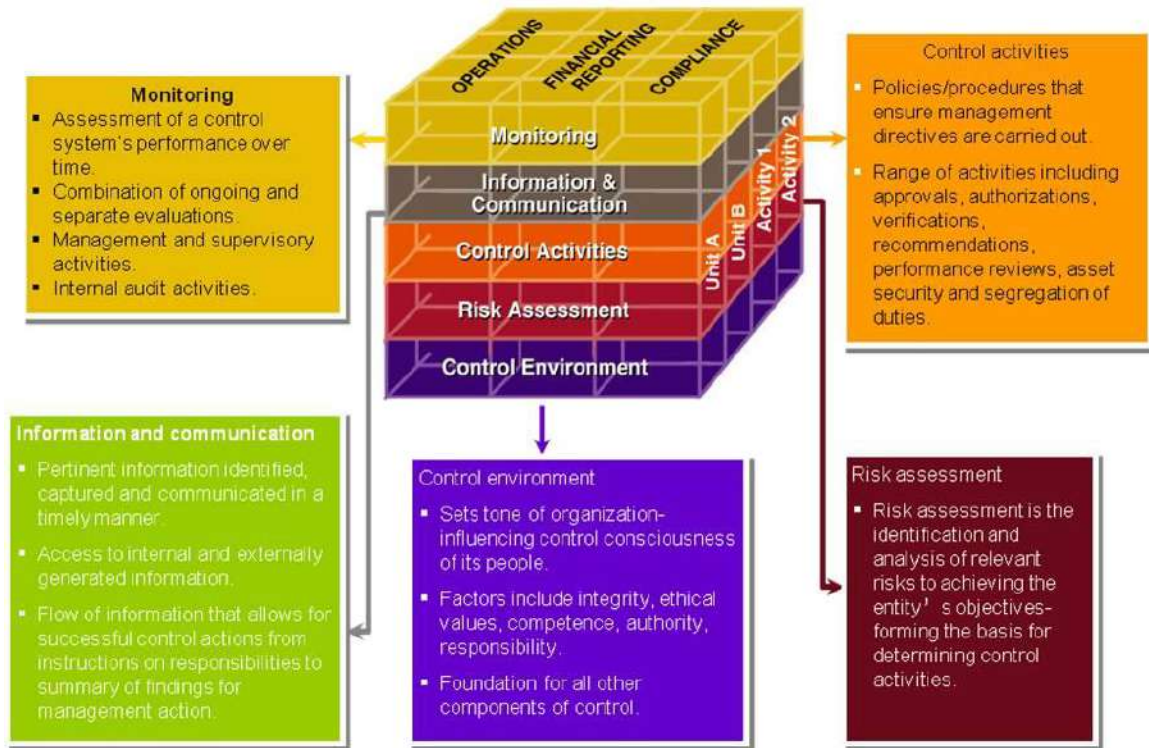 OPERATIONS
FINANCIAL
REPORTING
COMPLIANCE
Monitoring
Information &
Communication
Control Activities
Risk Assessment
Control Environment
Unit A
Unit B
Activity 1
Activity 2
Monitoring
▪ Assessment of a control
system's performance over
time.
▪ Combination of ongoing and
separate evaluations.
▪ Management and supervisory
activities.
▪ Internal audit activities.
Control activities
▪ Policies/procedures that
ensure management
directives are carried out.
▪ Range of activities including
approvals, authorizations,
verifications,
recommendations,
performance reviews, asset
security and segregation of
duties.
Information and communication
▪ Pertinent information identified,
captured and communicated in a
timely manner.
▪ Access to internal and externally
generated information.
▪ Flow of information that allows for
successful control actions from
instructions on responsibilities to
summary of findings for
management action.
Control environment
▪ Sets tone of organization-
influencing control consciousness
of its people.
▪ Factors include integrity, ethical
values, competence, authority,
responsibility.
▪ Foundation for all other
components of control.
Risk assessment
▪ Risk assessment is the
identification and
analysis of relevant
risks to achieving the
entity's objectives-
forming the basis for
determining control
activities.